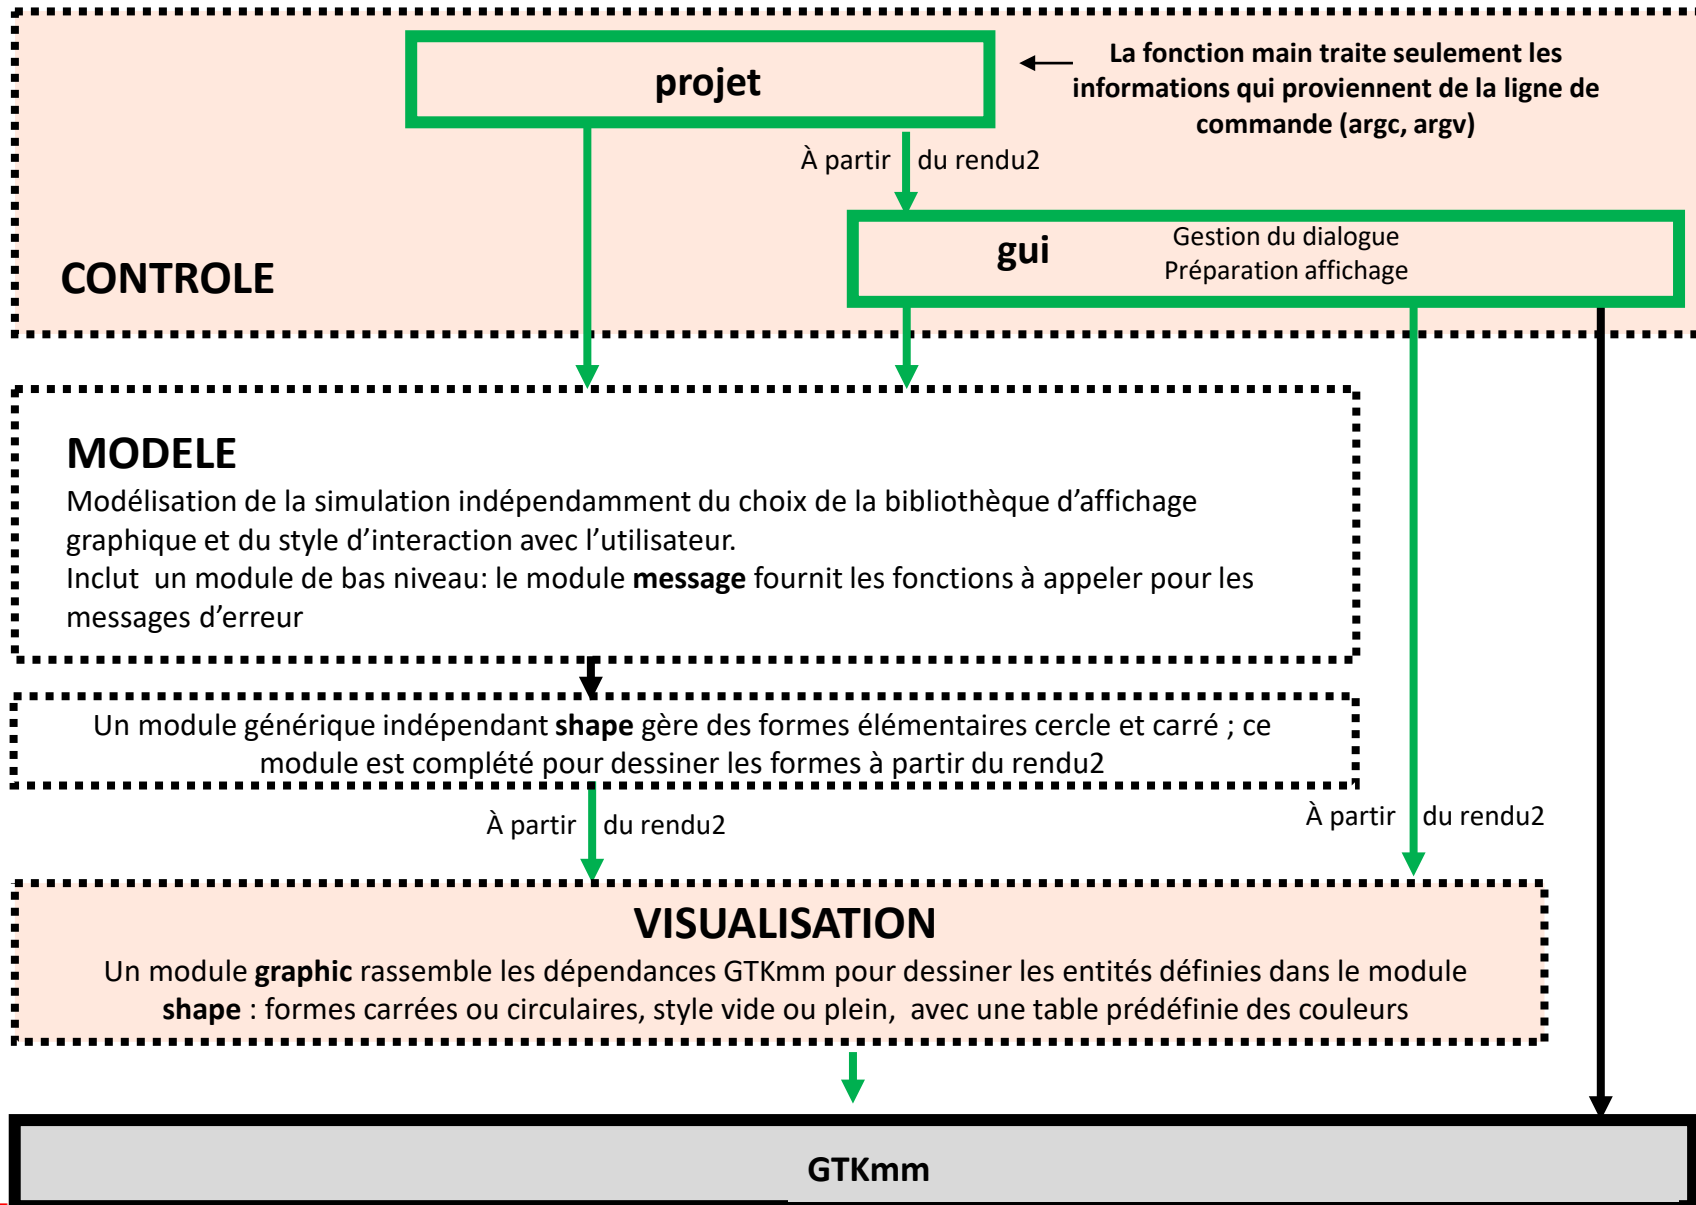 projet
La fonction main traite seulement les
informations qui proviennent de la ligne de
commande (argc, argv)
À partir du rendu2
gui
Gestion du dialogue
Préparation affichage
CONTROLE
MODELE
Modélisation de la simulation indépendamment du choix de la bibliothèque d’affichage
graphique et du style d’interaction avec l’utilisateur.
Inclut un module de bas niveau: le module message fournit les fonctions à appeler pour les
messages d’erreur
Un module générique indépendant shape gère des formes élémentaires cercle et carré ; ce
module est complété pour dessiner les formes à partir du rendu2
À partir du rendu2
À partir du rendu2
VISUALISATION
Un module graphic rassemble les dépendances GTKmm pour dessiner les entités définies dans le module
shape : formes carrées ou circulaires, style vide ou plein, avec une table prédéfinie des couleurs
GTKmm